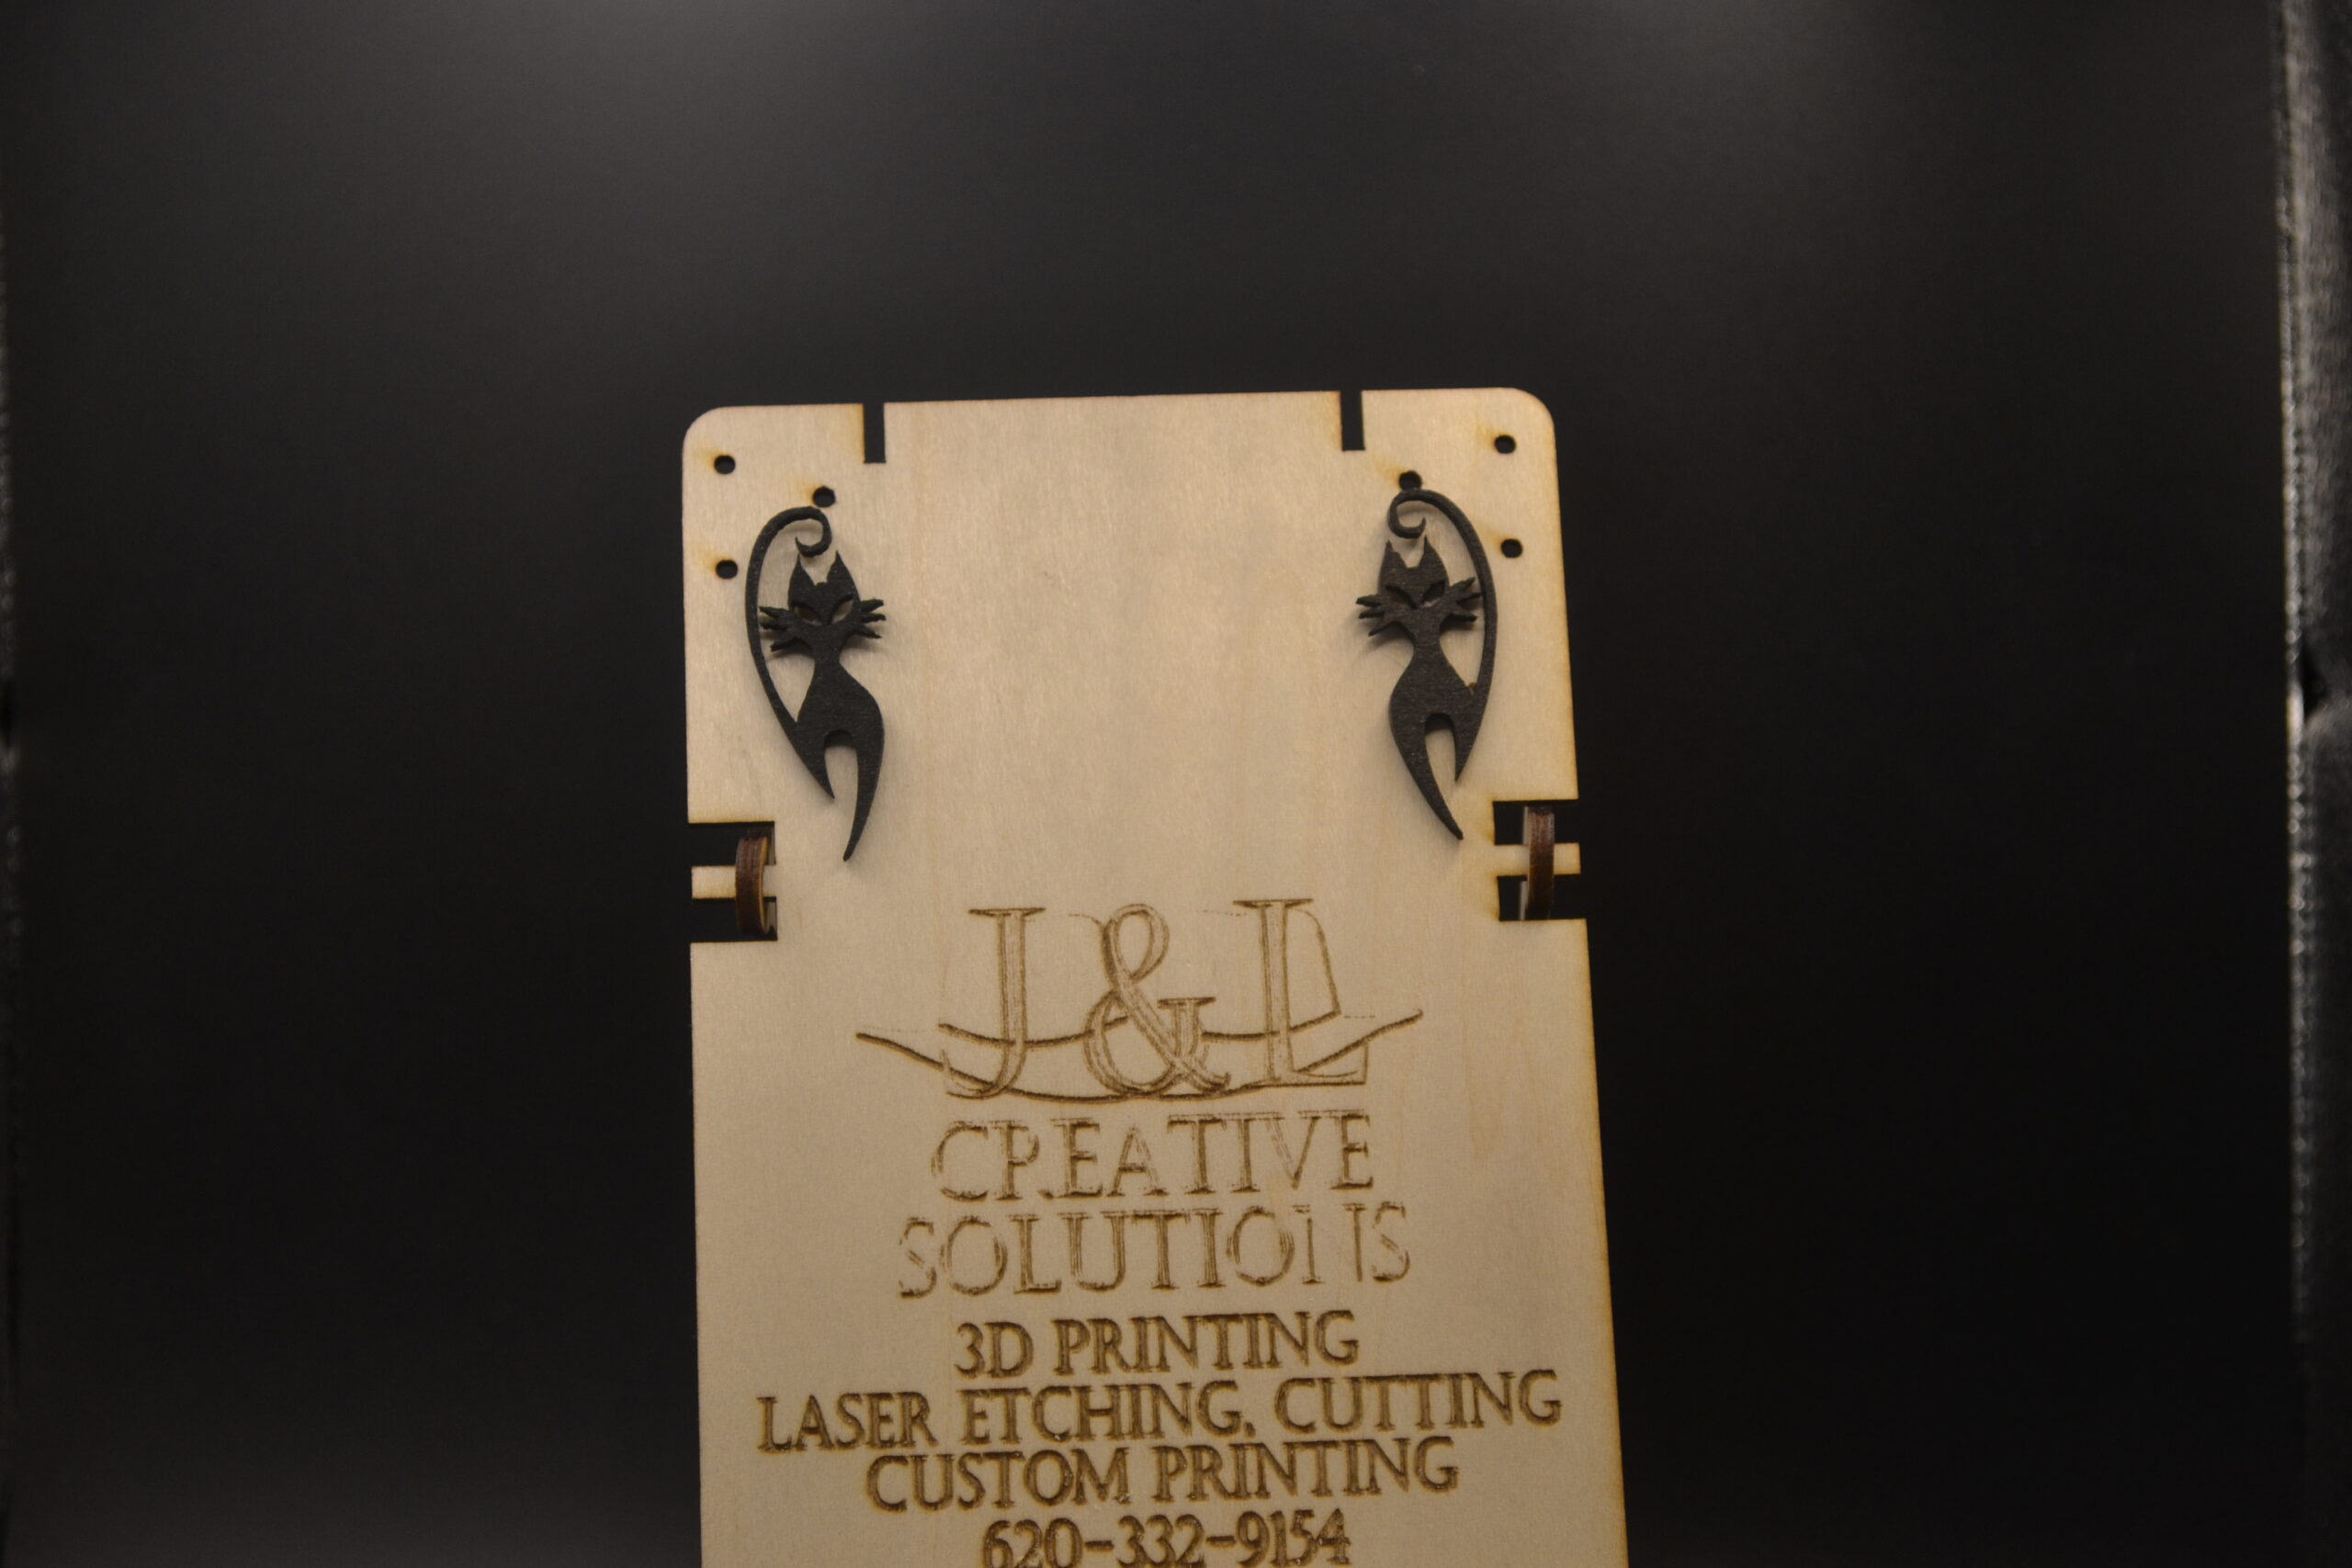 J&L
CREATIVE
SOLUTIONS
3D PRINTING
LASER ETCHING, CUTTING
CUSTOM PRINTING
620-332-9154